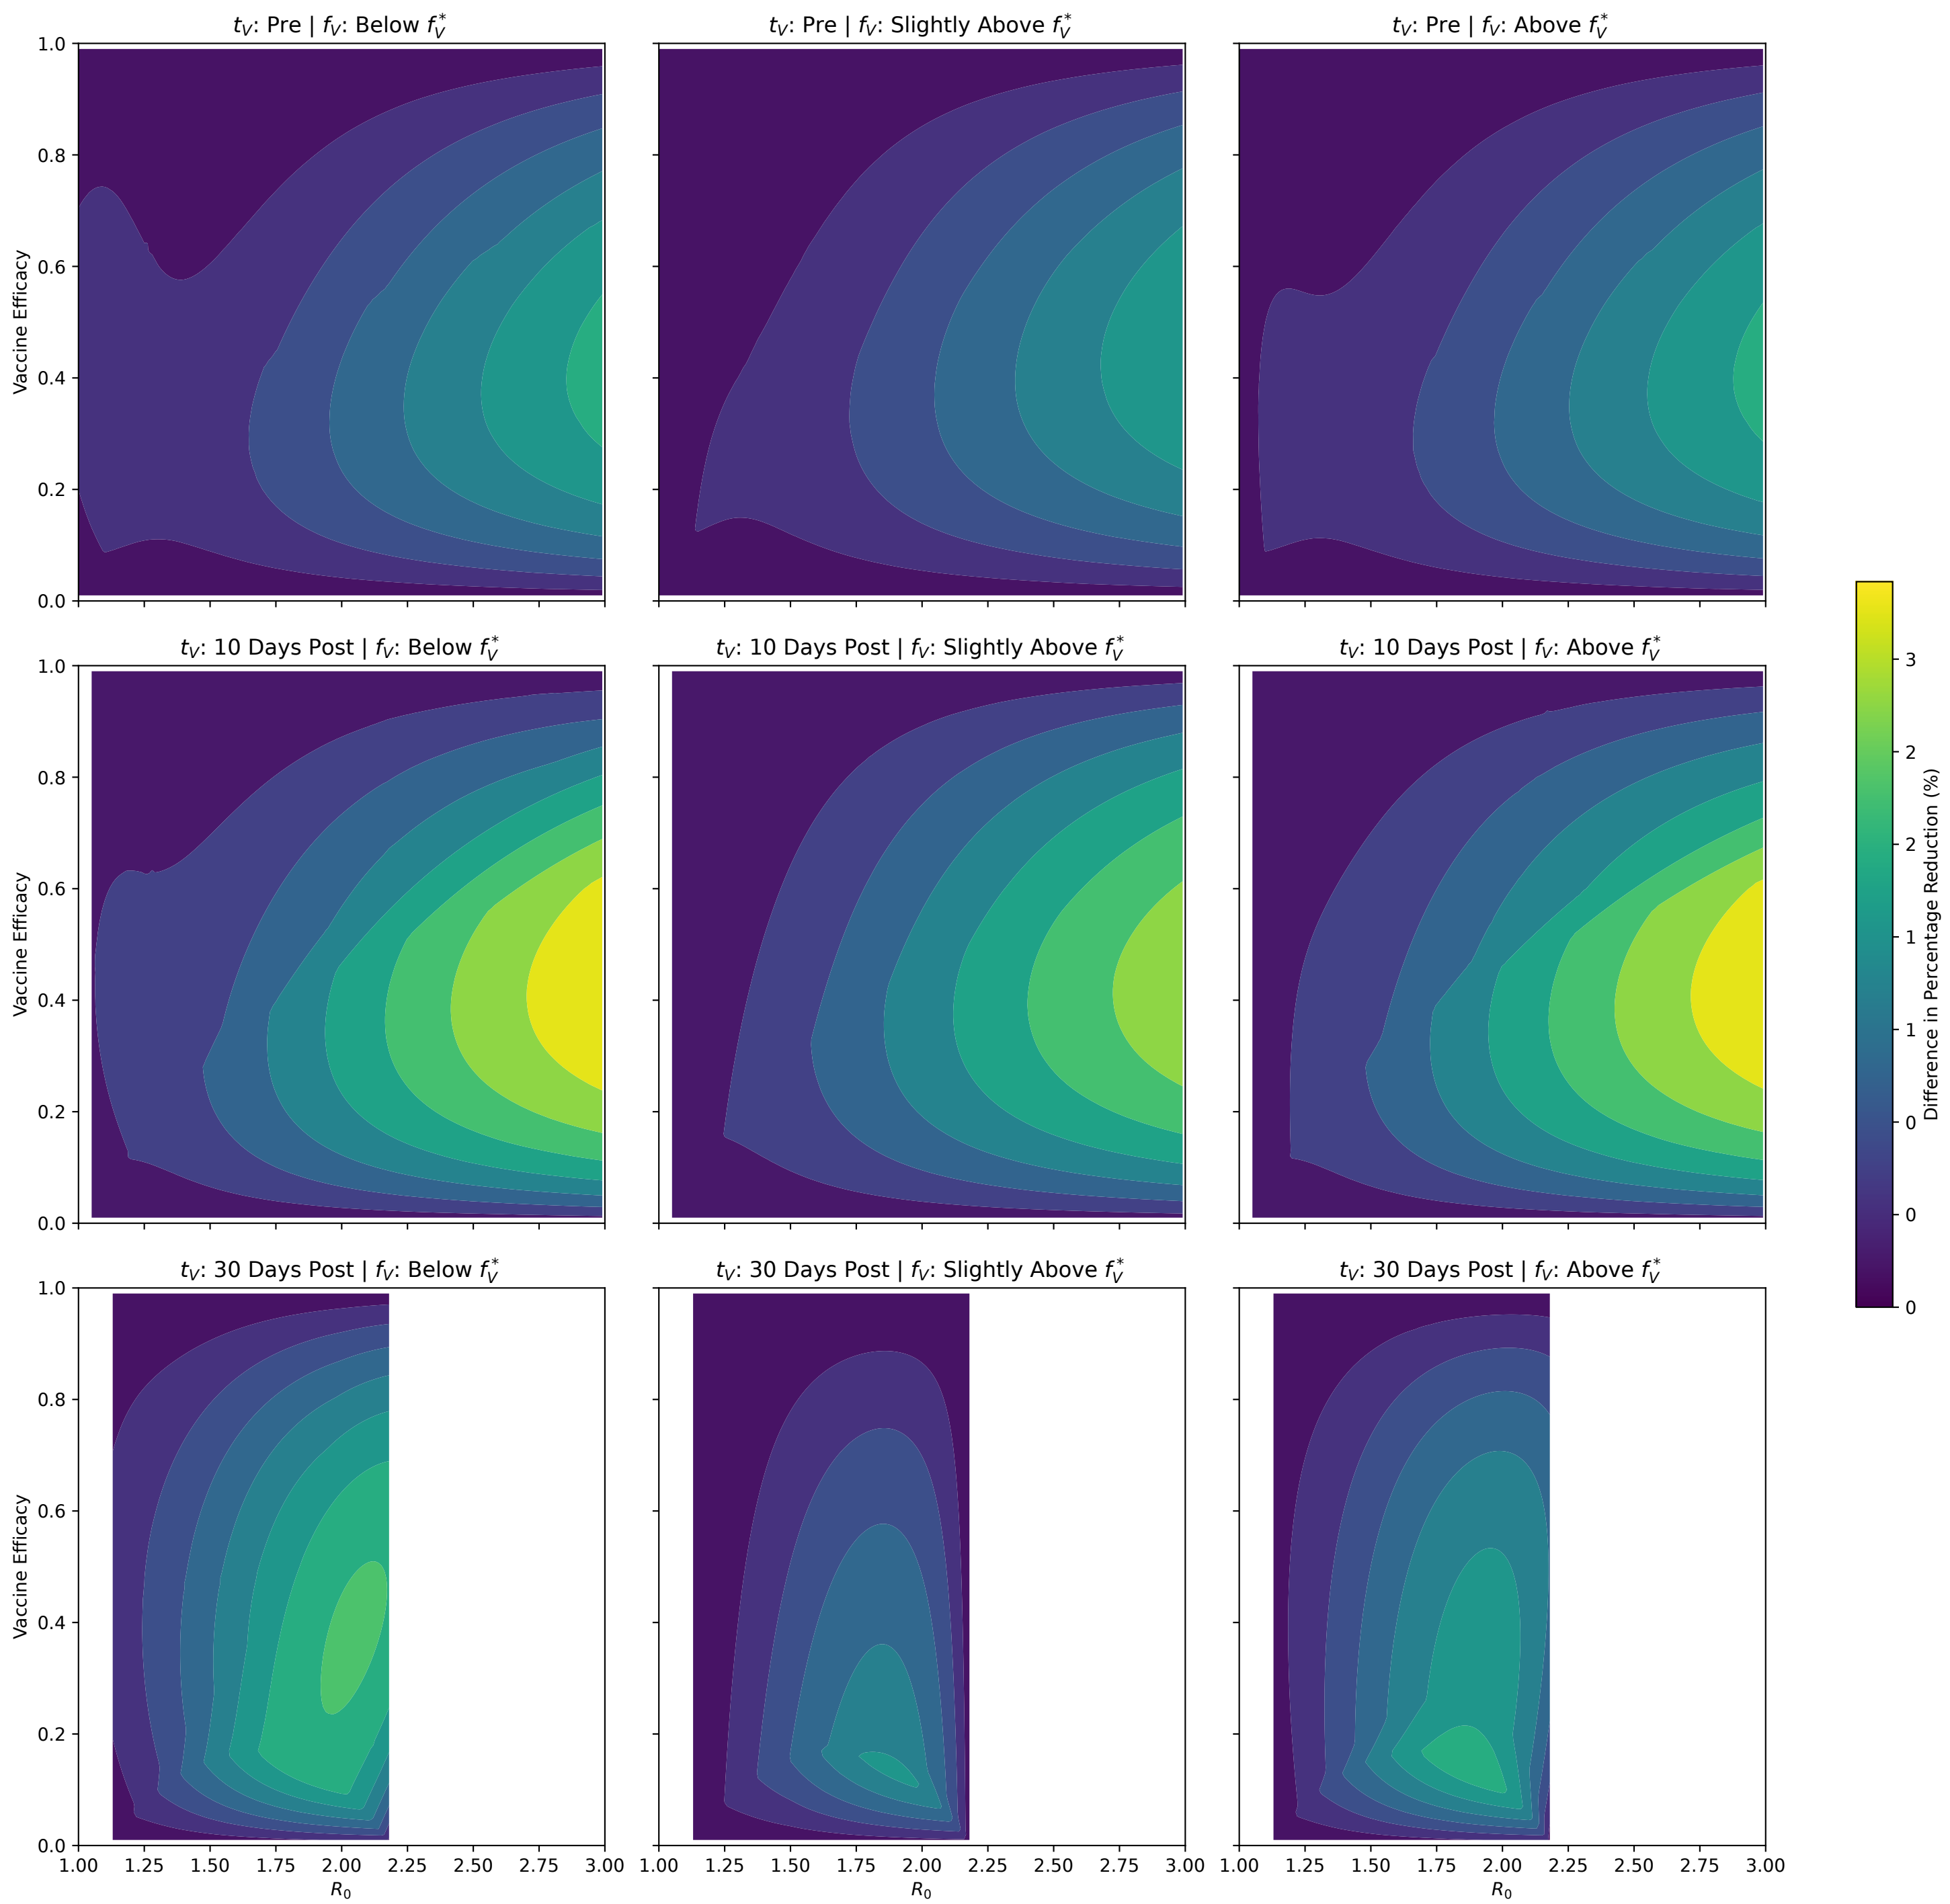 t_V: Pre | f_V: Below f_V^*
t_V: Pre | f_V: Slightly Above f_V^*
t_V: Pre | f_V: Above f_V^*
1.0
0.8
0.6
0.4
0.2
0.0
Vaccine Efficacy
t_V: 10 Days Post | f_V: Below f_V^*
t_V: 10 Days Post | f_V: Slightly Above f_V^*
t_V: 10 Days Post | f_V: Above f_V^*
1.0
0.8
0.6
0.4
0.2
0.0
Vaccine Efficacy
t_V: 30 Days Post | f_V: Below f_V^*
t_V: 30 Days Post | f_V: Slightly Above f_V^*
t_V: 30 Days Post | f_V: Above f_V^*
1.0
0.8
0.6
0.4
0.2
0.0
Vaccine Efficacy
1.00 1.25 1.50 1.75 2.00 2.25 2.50 2.75 3.00
R_0
1.00 1.25 1.50 1.75 2.00 2.25 2.50 2.75 3.00
R_0
1.00 1.25 1.50 1.75 2.00 2.25 2.50 2.75 3.00
R_0
3
2
2
1
1
0
0
0
Difference in Percentage Reduction (%)